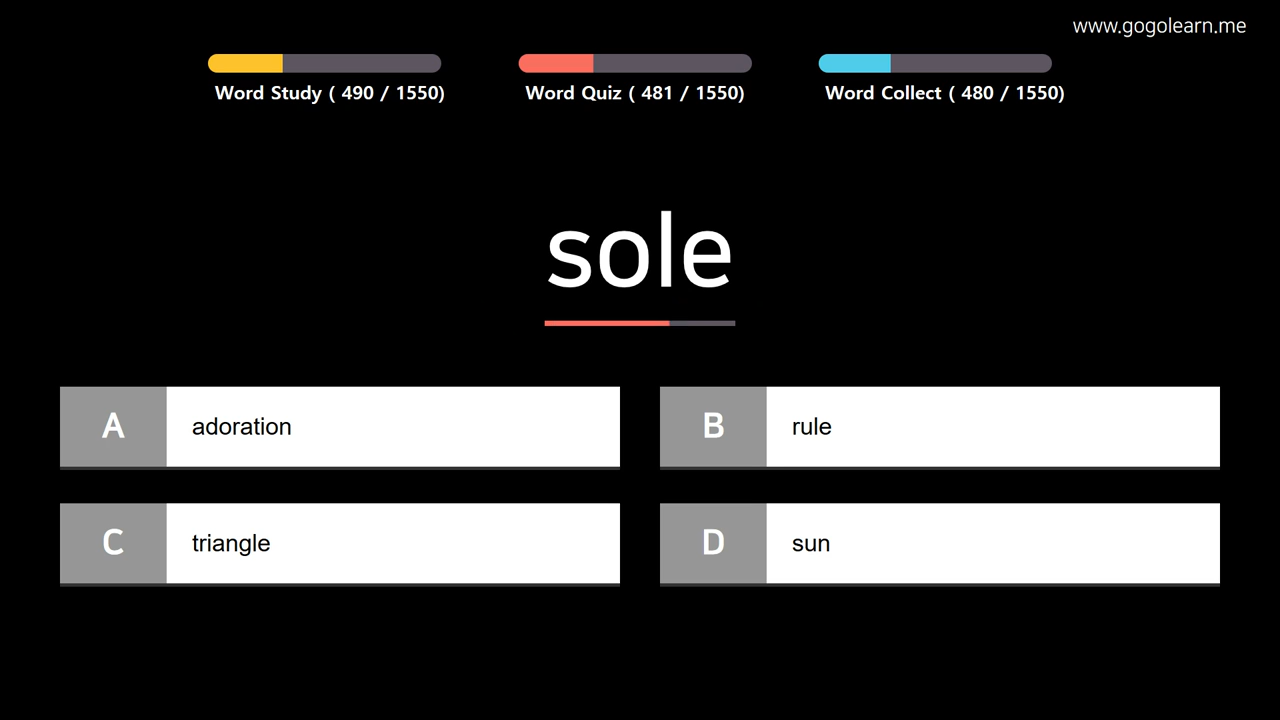 www.gogolearn.me
Word Study ( 490 / 1550)
Word Quiz ( 481 / 1550)
Word Collect ( 480 / 1550)
sole
A adoration
B rule
C triangle
D sun